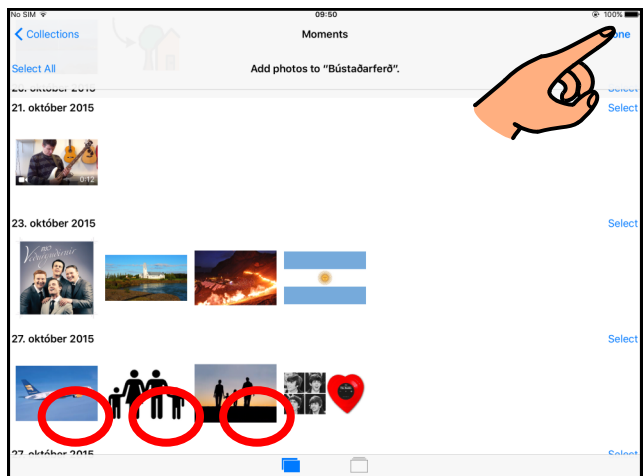 No SIM 09:50 100%
Collections Moments one
Select All Add photos to “Bústaðarferð”.
21. október 2015 Select
0:12
23. október 2015 Select
27. október 2015 Select
27. október 2015 Select